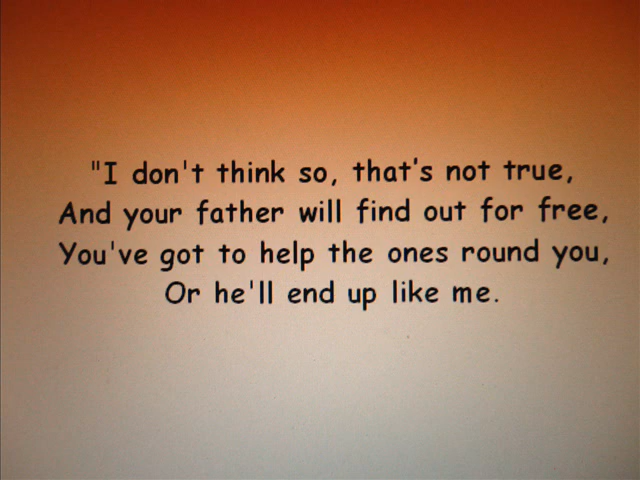 "I don't think so, that's not true,
And your father will find out for free,
You've got to help the ones round you,
Or he'll end up like me.